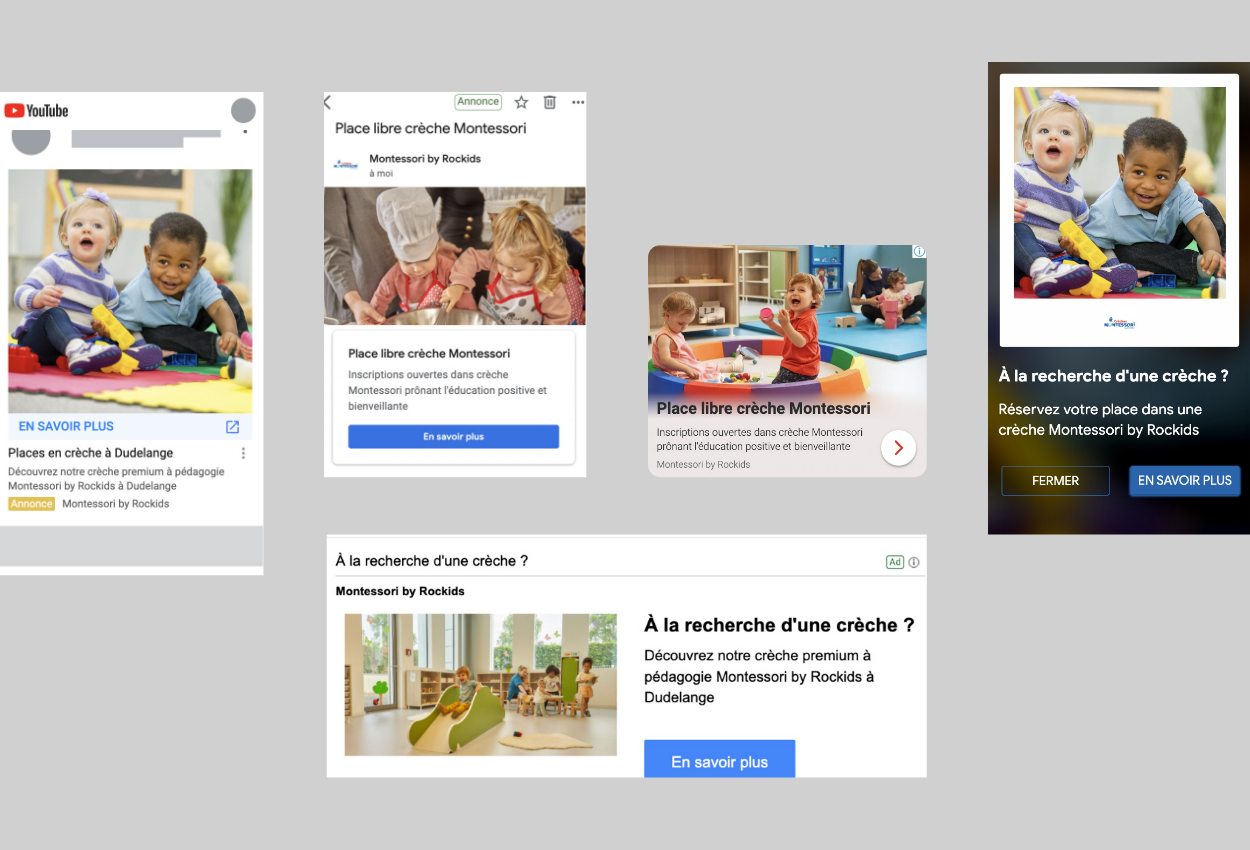 YouTube
EN SAVOIR PLUS
Places en crèche à Dudelange
Découvrez notre crèche premium à pédagogie
Montessori by Rockids à Dudelange
Annonce Montessori by Rockids
Annonce
Place libre crèche Montessori
Montessori by Rockids
à moi
Place libre crèche Montessori
Inscriptions ouvertes dans crèche
Montessori prônant l'éducation positive et
bienveillante
En savoir plus
Place libre crèche Montessori
Inscriptions ouvertes dans crèche Montessori
prônant l'éducation positive et bienveillante
Montessori by Rockids
À la recherche d'une crèche ?
Ad
Montessori by Rockids
À la recherche d'une crèche ?
Découvrez notre crèche premium à
pédagogie Montessori by Rockids à
Dudelange
En savoir plus
MONTESSORI
À la recherche d'une crèche ?
Réservez votre place dans une
crèche Montessori by Rockids
FERMER
EN SAVOIR PLUS